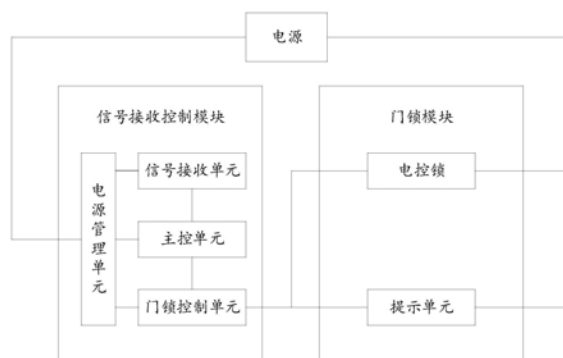 电源
信号接收控制模块
门锁模块
电源管理单元
信号接收单元
电控锁
主控单元
门锁控制单元
提示单元